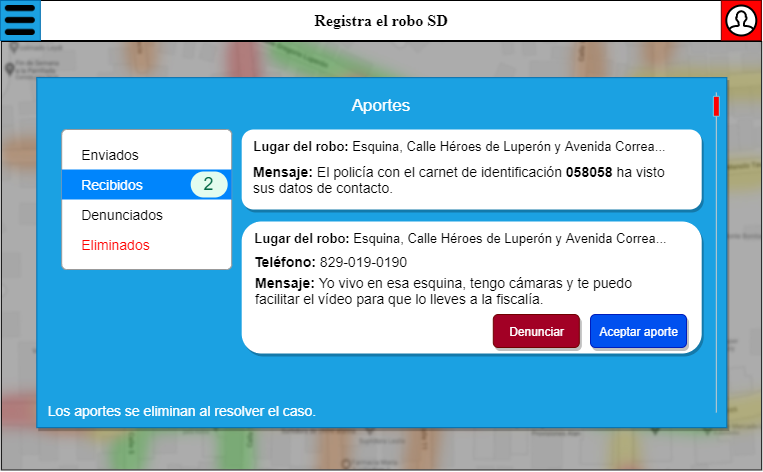 Registra el robo SD
Aportes
Enviados
Recibidos 2
Denunciados
Eliminados
Lugar del robo: Esquina, Calle Héroes de Luperón y Avenida Correa...
Mensaje: El policía con el carnet de identificación 058058 ha visto
sus datos de contacto.
Lugar del robo: Esquina, Calle Héroes de Luperón y Avenida Correa...
Teléfono: 829-019-0190
Mensaje: Yo vivo en esa esquina, tengo cámaras y te puedo
facilitar el vídeo para que lo lleves a la fiscalía.
Denunciar
Aceptar aporte
Los aportes se eliminan al resolver el caso.